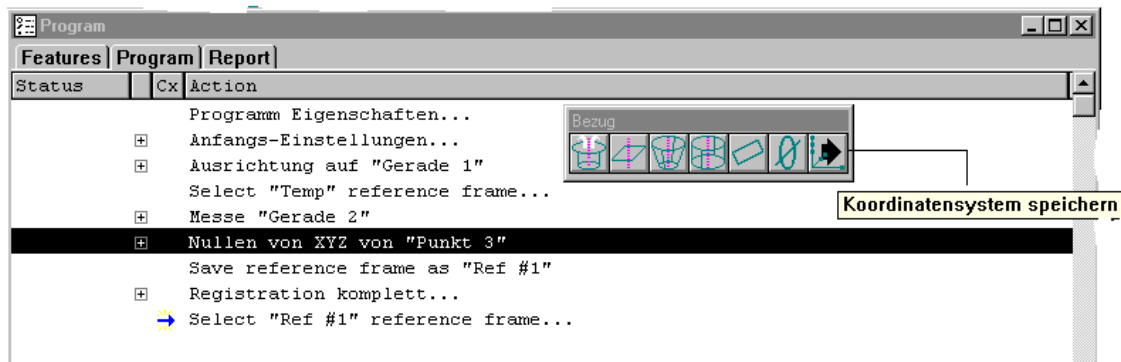 Program
Features Program Report
Status Cx Action
Programm Eigenschaften...
Bezug
Anfangs-Einstellungen...
Ausrichtung auf "Gerade 1"
Select "Temp" reference frame...
Koordinatensystem speichern
Messe "Gerade 2"
Nullen von XYZ von "Punkt 3"
Save reference frame as "Ref #1"
Registration komplett...
Select "Ref #1" reference frame...